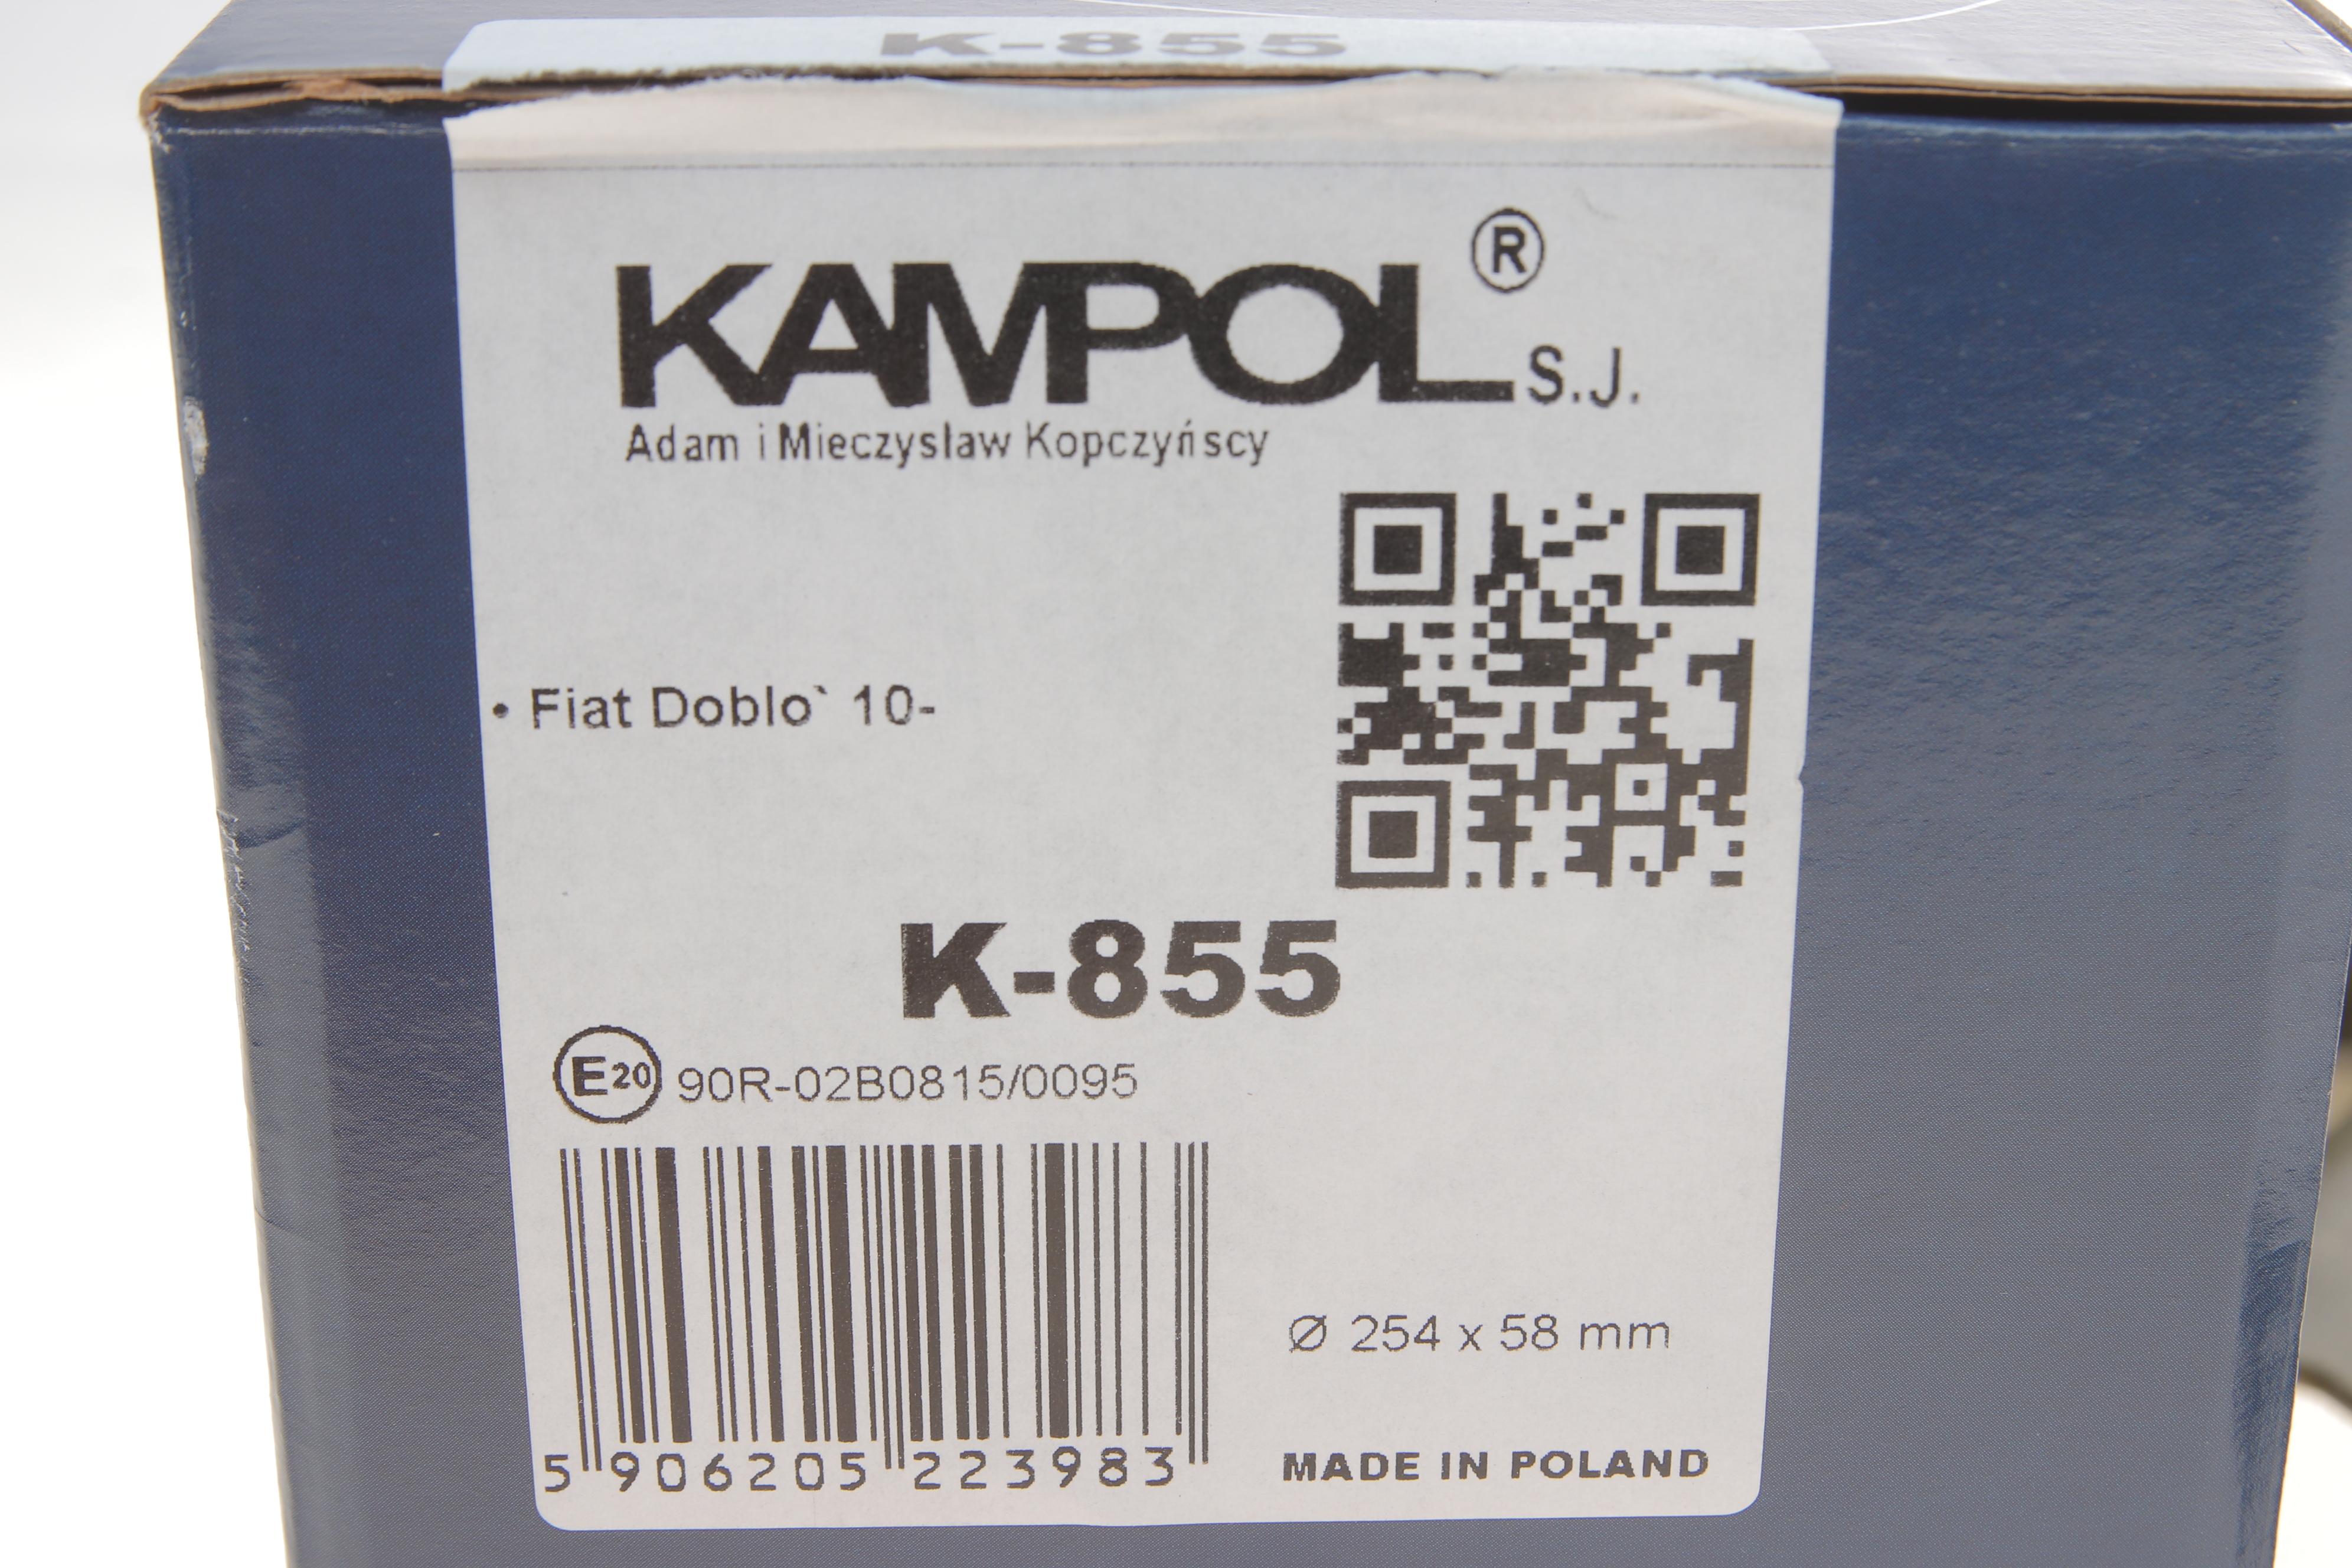 K-855
KAMPOL® S.J.
Adam i Mieczysław Kopczyńscy
• Fiat Doblo` 10-
K-855
E20 90R-02B0815/0095
5 906205 223983
Ø 254 x 58 mm
MADE IN POLAND